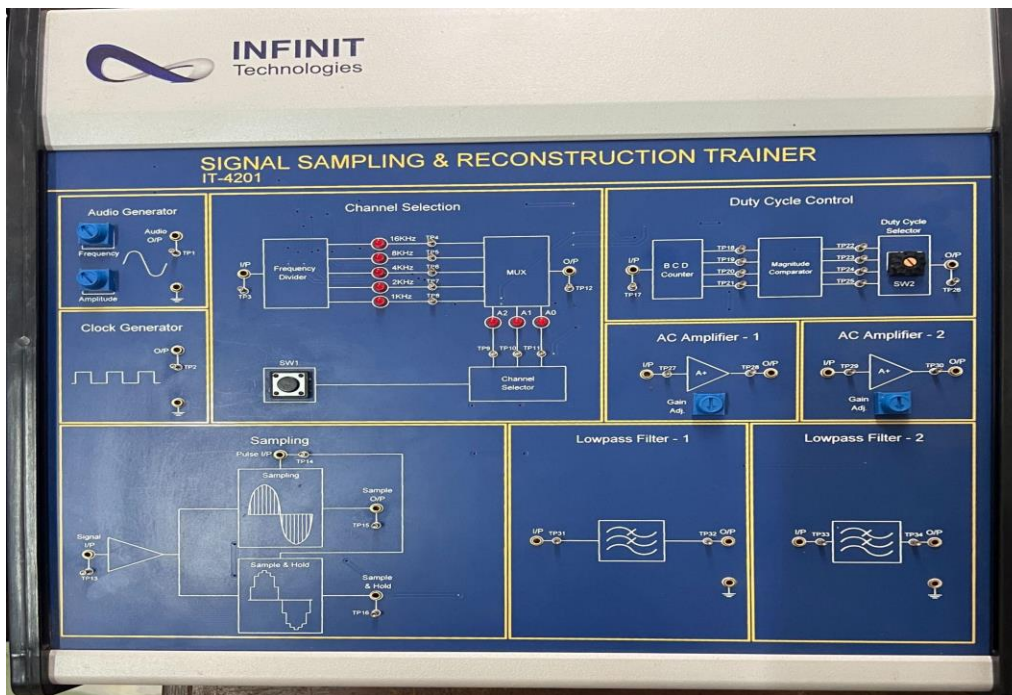 INFINIT
Technologies
SIGNAL SAMPLING & RECONSTRUCTION TRAINER
IT-4201
Audio Generator
Audio
O/P
Frequency
TP1
Amplitude
Clock Generator
O/P
TP2
Channel Selection
I/P
TP3
Frequency
Divider
16KHz
TP4
8KHz
TP5
4KHz
TP6
2KHz
TP7
1KHz
TP8
MUX
O/P
TP12
A2
A1
A0
TP9
TP10
TP11
SW1
Channel
Selector
Duty Cycle Control
I/P
TP17
B C D
Counter
TP18
TP19
TP20
TP21
Magnitude
Comparator
TP22
TP23
TP24
TP25
Duty Cycle
Selector
SW2
O/P
TP26
AC Amplifier - 1
I/P
TP27
A+
TP28
O/P
Gain
Adj.
AC Amplifier - 2
I/P
TP29
A+
TP30
O/P
Gain
Adj.
Sampling
Pulse I/P
TP14
Sampling
Sample
O/P
TP15
Signal
I/P
TP13
Sample & Hold
Sample
& Hold
TP16
Lowpass Filter - 1
I/P
TP31
TP32
O/P
Lowpass Filter - 2
I/P
TP33
TP34
O/P